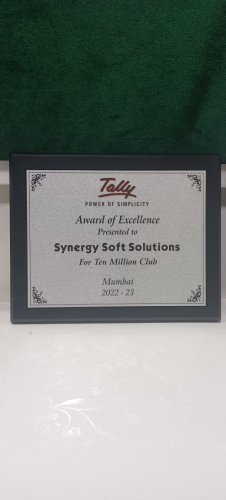 Tally
POWER OF SIMPLICITY
Award of Excellence
Presented to
Synergy Soft Solutions
For Ten Million Club
Mumbai
2022 - 23